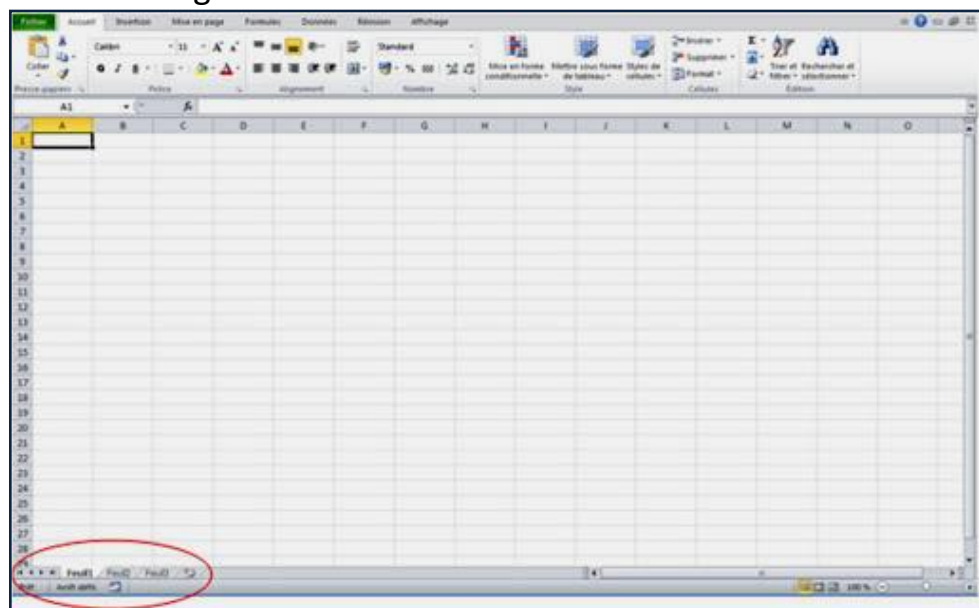 Fichier Accueil Insertion Mise en page Formules Données Révision Affichage
Coller
Calibri 11
Standard
Mise en forme conditionnelle
Mettre sous forme de tableau
Styles de cellules
Insérer
Supprimer
Format
Trier et filtrer
Rechercher et sélectionner
Presse-papiers Police Alignement Nombre Style Cellules Édition
A1 fx
A B C D E F G H I J K L M N O
1
2
3
4
5
6
7
8
9
10
11
12
13
14
15
16
17
18
19
20
21
22
23
24
25
26
27
28
29
Feuil1 Feuil2 Feuil3
100 %